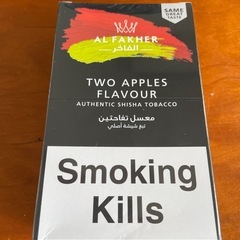 SAME
GREAT
TASTE
AL FAKHER
الفاخر
TWO APPLES
FLAVOUR
AUTHENTIC SHISHA TOBACCO
معسل تفاحتين
تبغ شيشة أصلي
Smoking
Kills